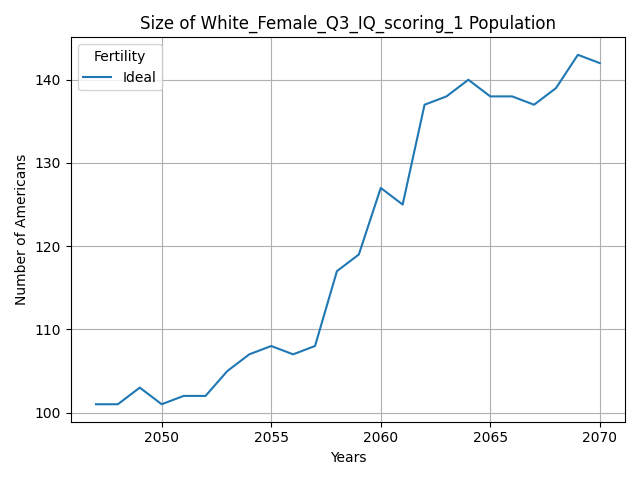 Size of White_Female_Q3_IQ_scoring_1 Population
Fertility
Ideal
Number of Americans
140
130
120
110
100
2050
2055
2060
2065
2070
Years